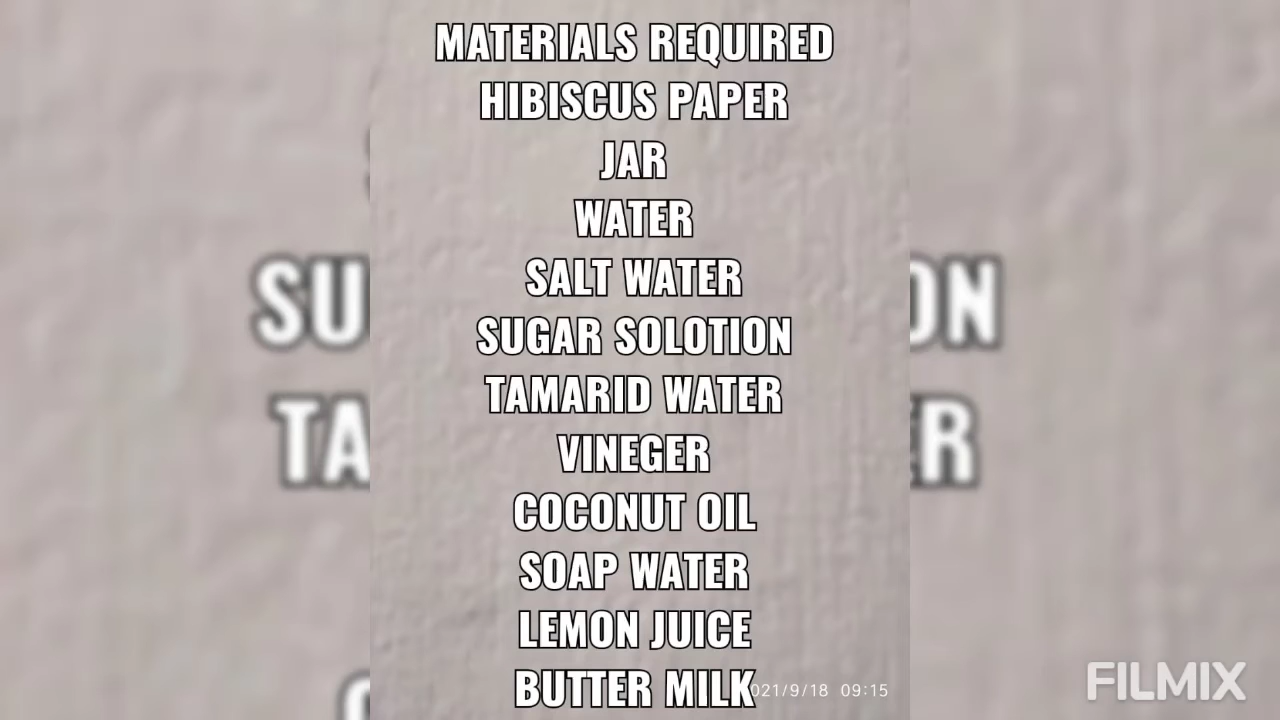 MATERIALS REQUIRED
HIBISCUS PAPER
JAR
WATER
SALT WATER
SUGAR SOLOTION
TAMARID WATER
VINEGER
COCONUT OIL
SOAP WATER
LEMON JUICE
BUTTER MILK
021/9/18 09:15
FILMIX